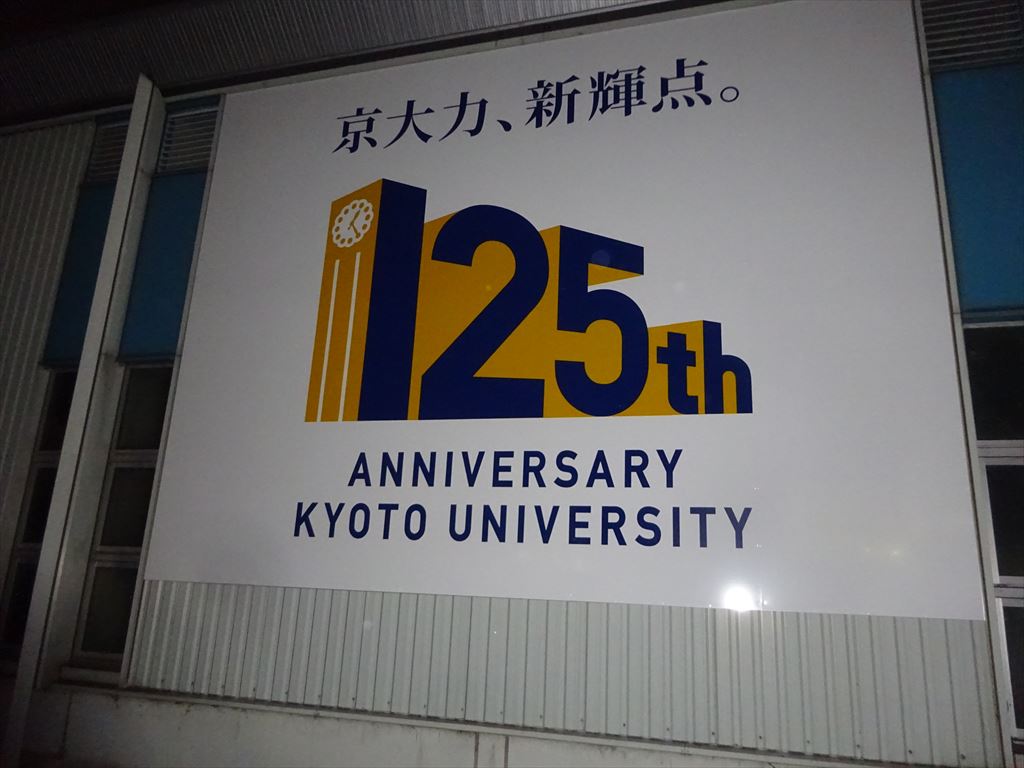 京大力、新輝点。
125th
ANNIVERSARY
KYOTO UNIVERSITY